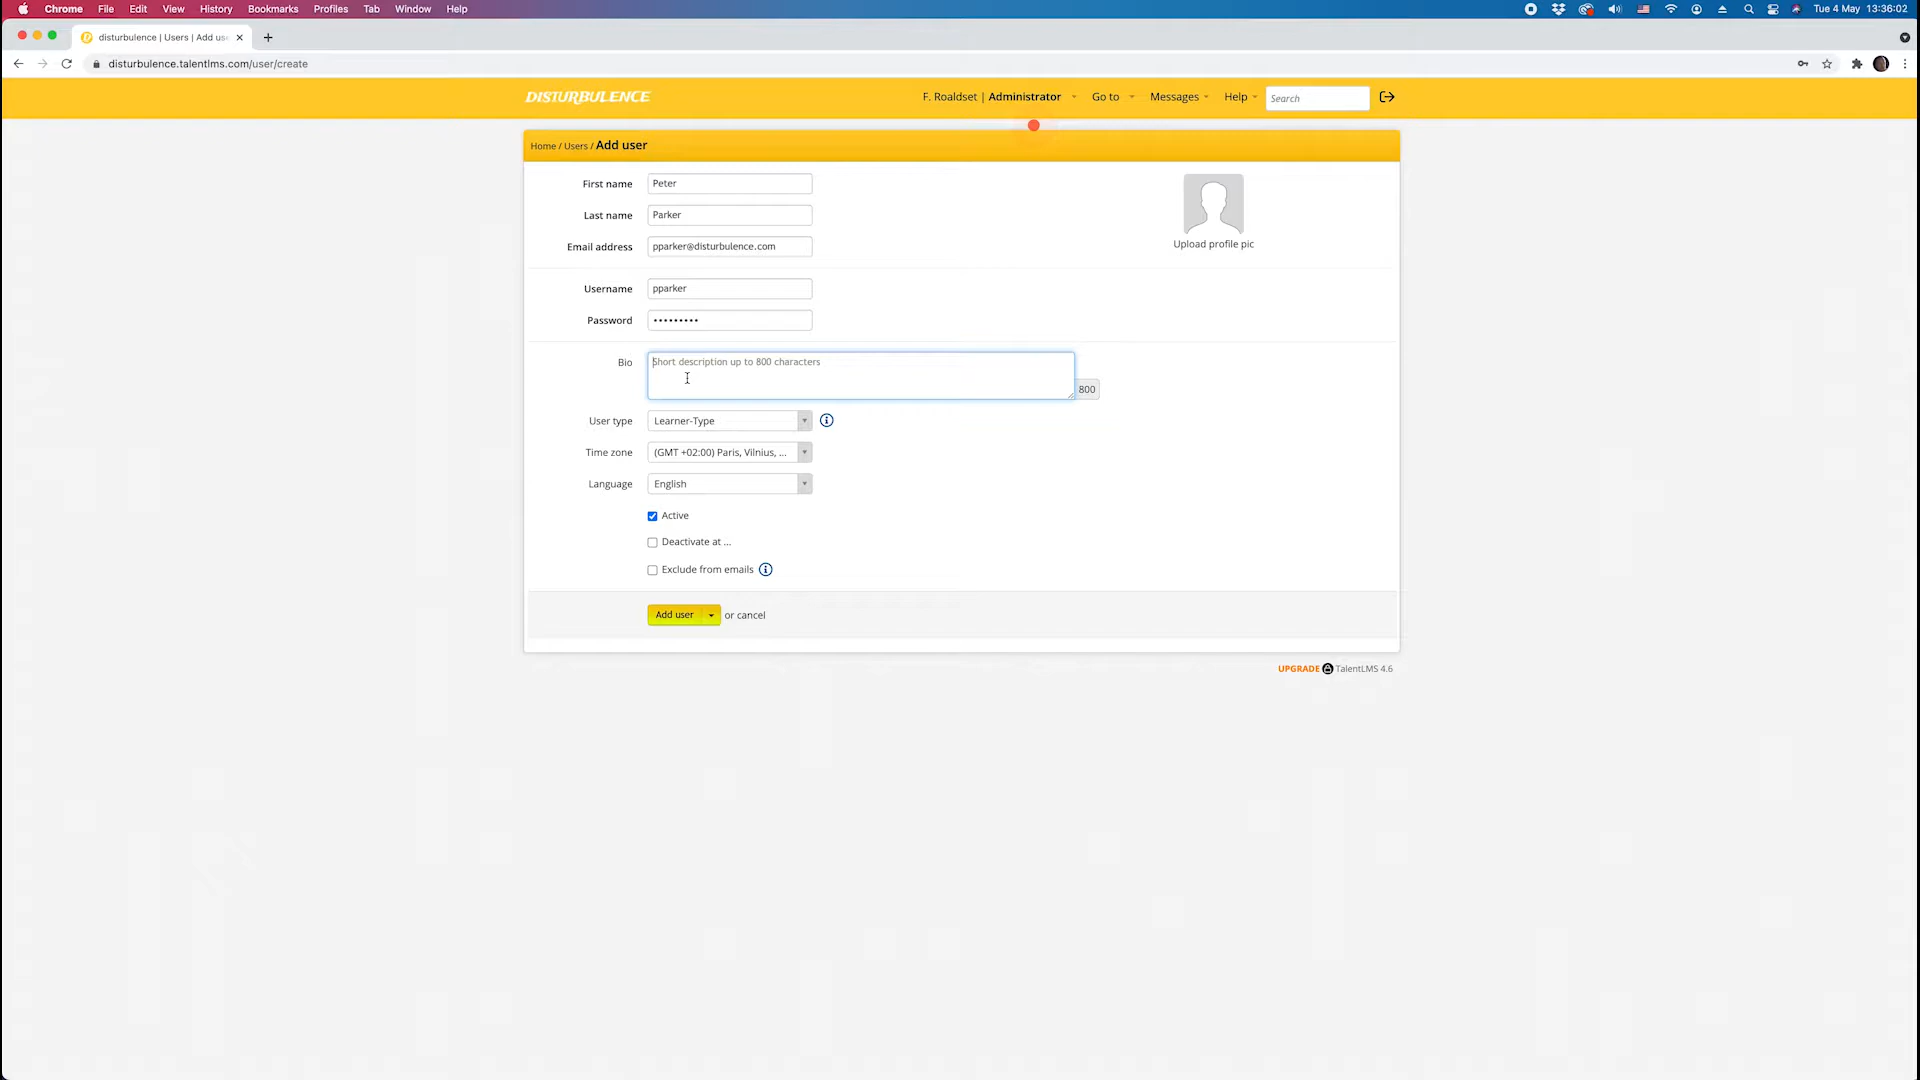 Chrome File Edit View History Bookmarks Profiles Tab Window Help Tue 4 May 13:36:02
disturbulence | Users | Add us
disturbulence.talentlms.com/user/create
DISTURBULENCE F. Roaldset | Administrator Go to Messages Help Search
Home / Users / Add user
First name Peter
Last name Parker
Email address pparker@disturbulence.com
Upload profile pic
Username pparker
Password •••••••••
Bio Short description up to 800 characters
800
User type Learner-Type
Time zone (GMT +02:00) Paris, Vilnius, ...
Language English
Active
Deactivate at ...
Exclude from emails
Add user or cancel
UPGRADE TalentLMS 4.6